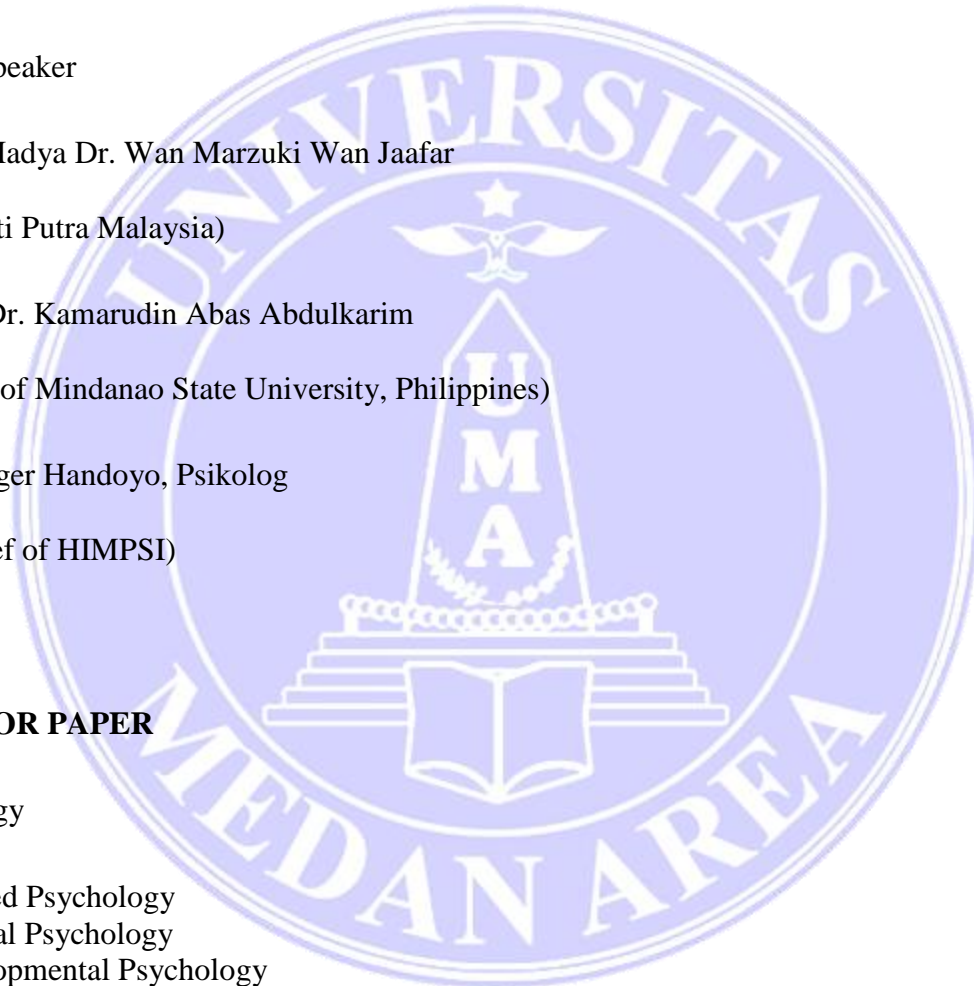 peaker
Madya Dr. Wan Marzuki Wan Jaafar
ti Putra Malaysia)
Dr. Kamarudin Abas Abdulkarim
of Mindanao State University, Philippines)
ger Handoyo, Psikolog
ef of HIMPSI)
OR PAPER
gy
ed Psychology
al Psychology
opmental Psychology
UNIVERSITAS
UMA
MEDAN AREA